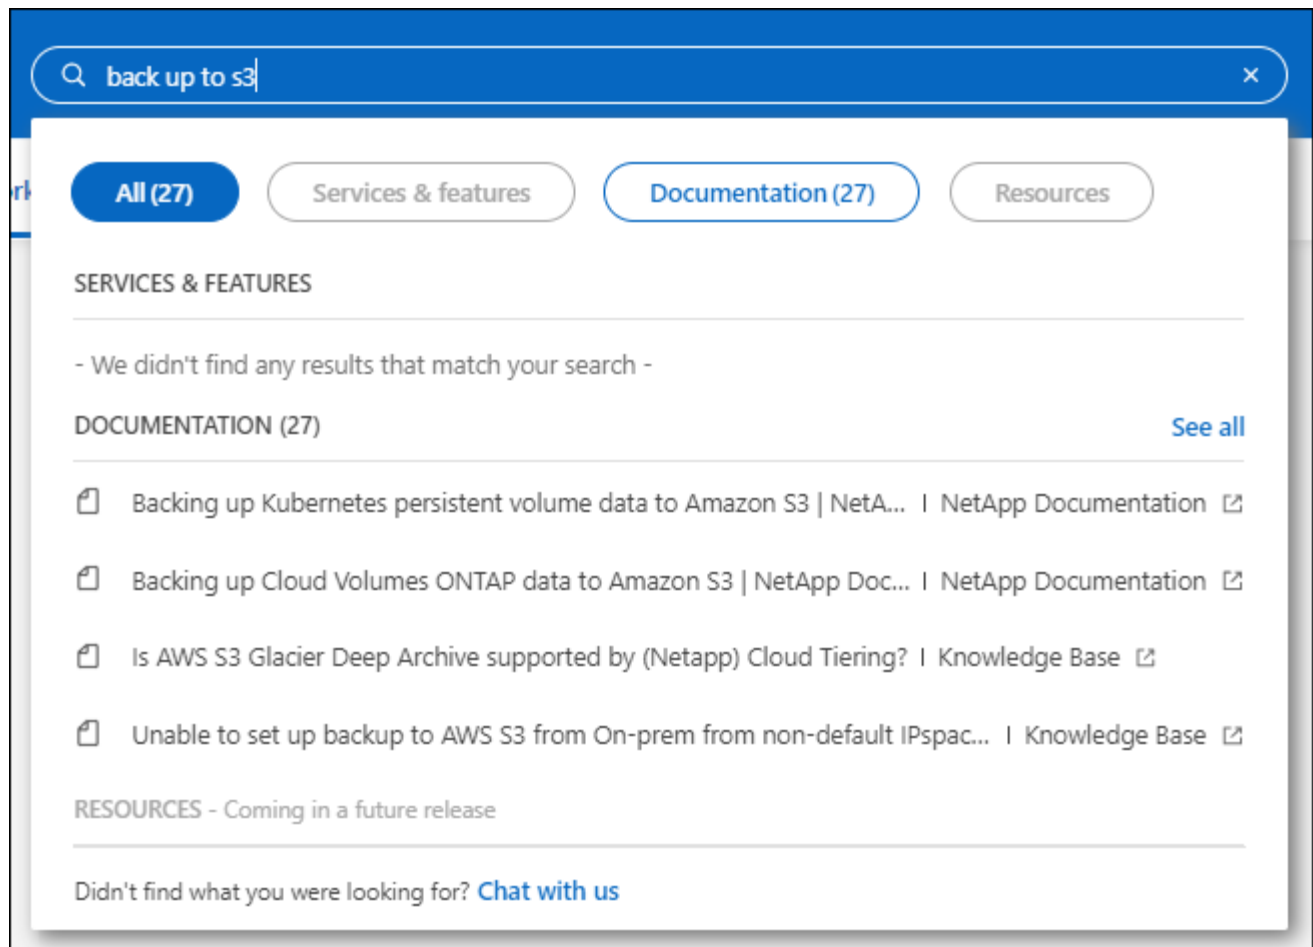 back up to s3
ork
All (27) Services & features Documentation (27) Resources
SERVICES & FEATURES
- We didn't find any results that match your search -
DOCUMENTATION (27) See all
Backing up Kubernetes persistent volume data to Amazon S3 | NetA... | NetApp Documentation
Backing up Cloud Volumes ONTAP data to Amazon S3 | NetApp Doc... | NetApp Documentation
Is AWS S3 Glacier Deep Archive supported by (Netapp) Cloud Tiering? | Knowledge Base
Unable to set up backup to AWS S3 from On-prem from non-default IPspac... | Knowledge Base
RESOURCES - Coming in a future release
Didn't find what you were looking for? Chat with us